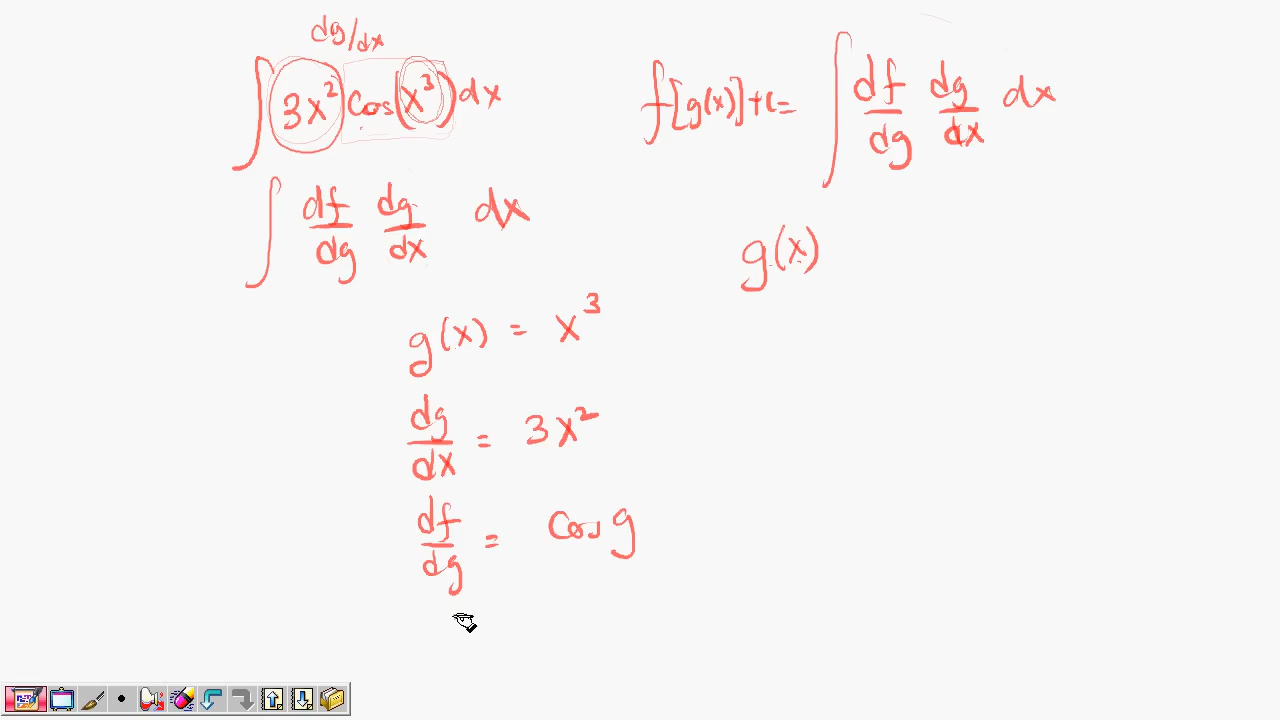 dg/dx
∫ 3x² cos(x³) dx
f[g(x)]+c = ∫ df/dg dg/dx dx
∫ df/dg dg/dx dx
g(x)
g(x) = x³
dg/dx = 3x²
df/dg = cos g